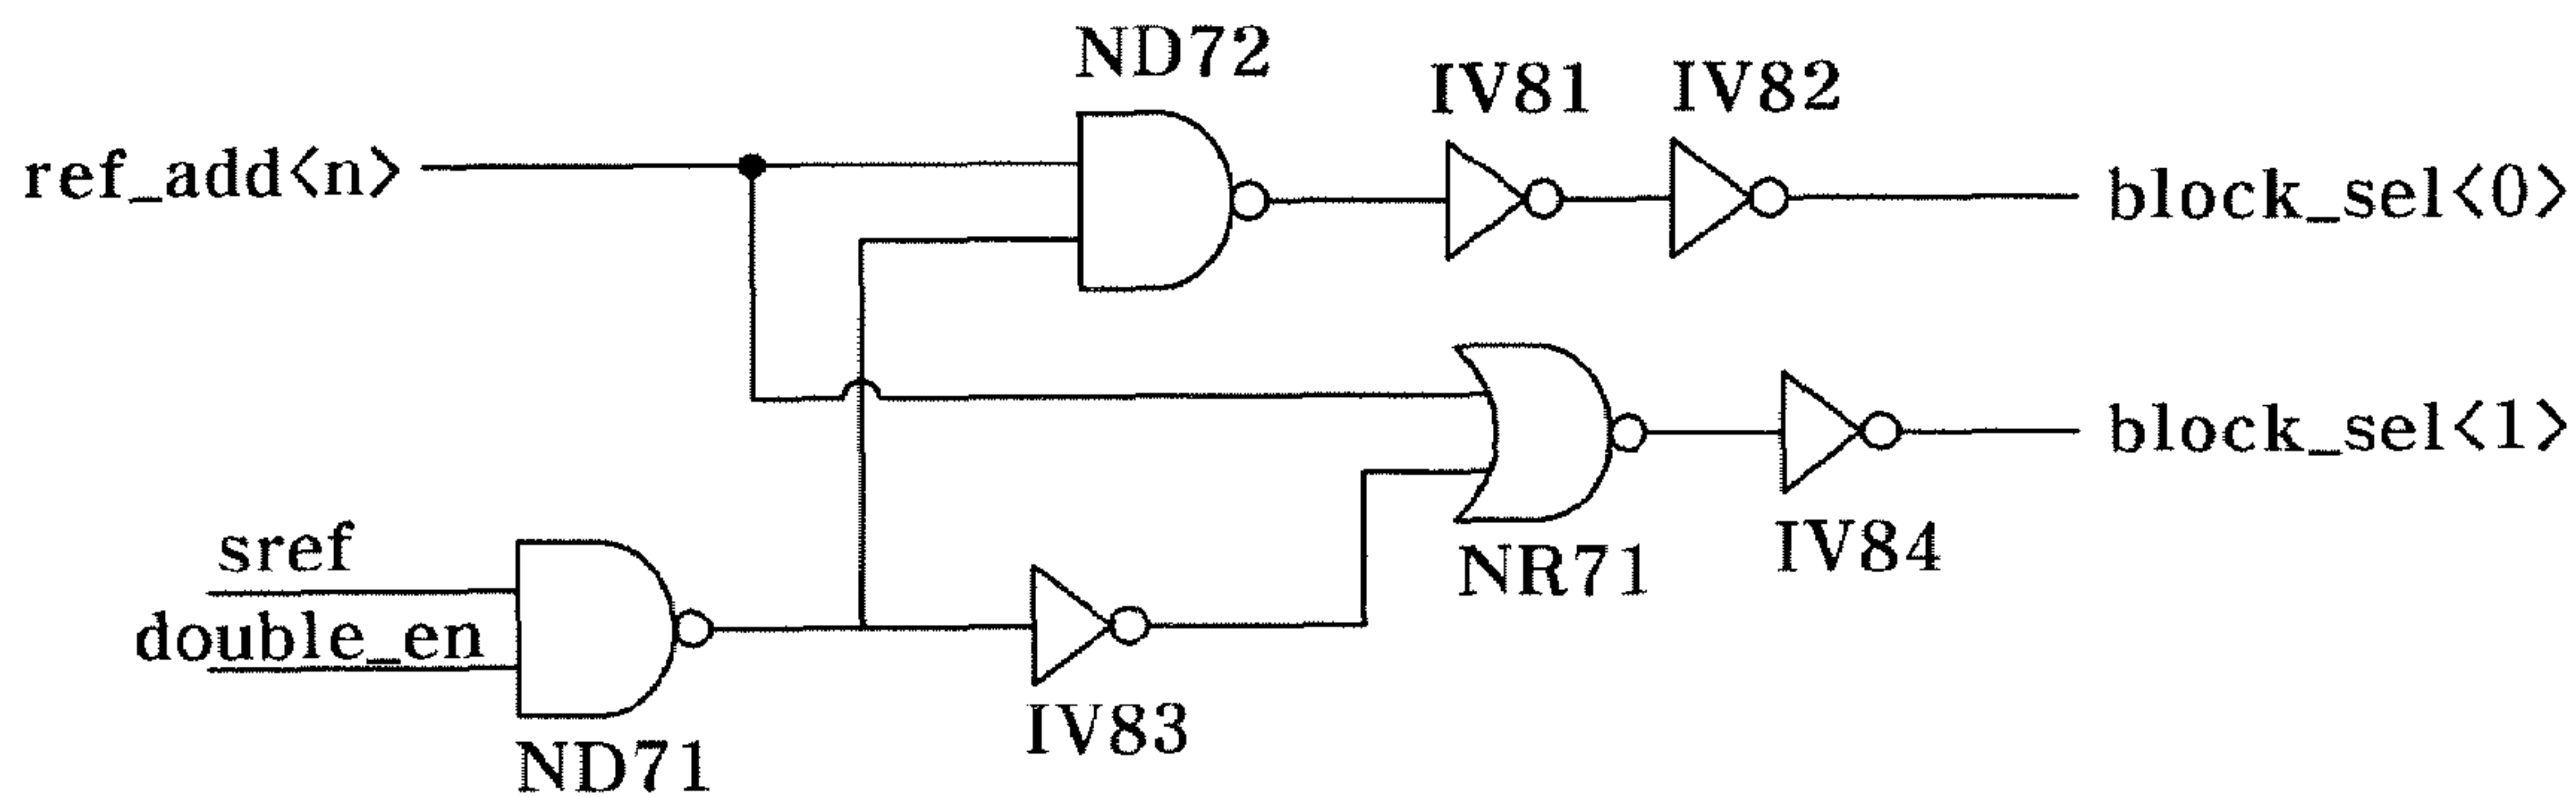 ND72
IV81
IV82
ref_add<n>
block_sel<0>
block_sel<1>
sref
double_en
NR71
IV84
IV83
ND71